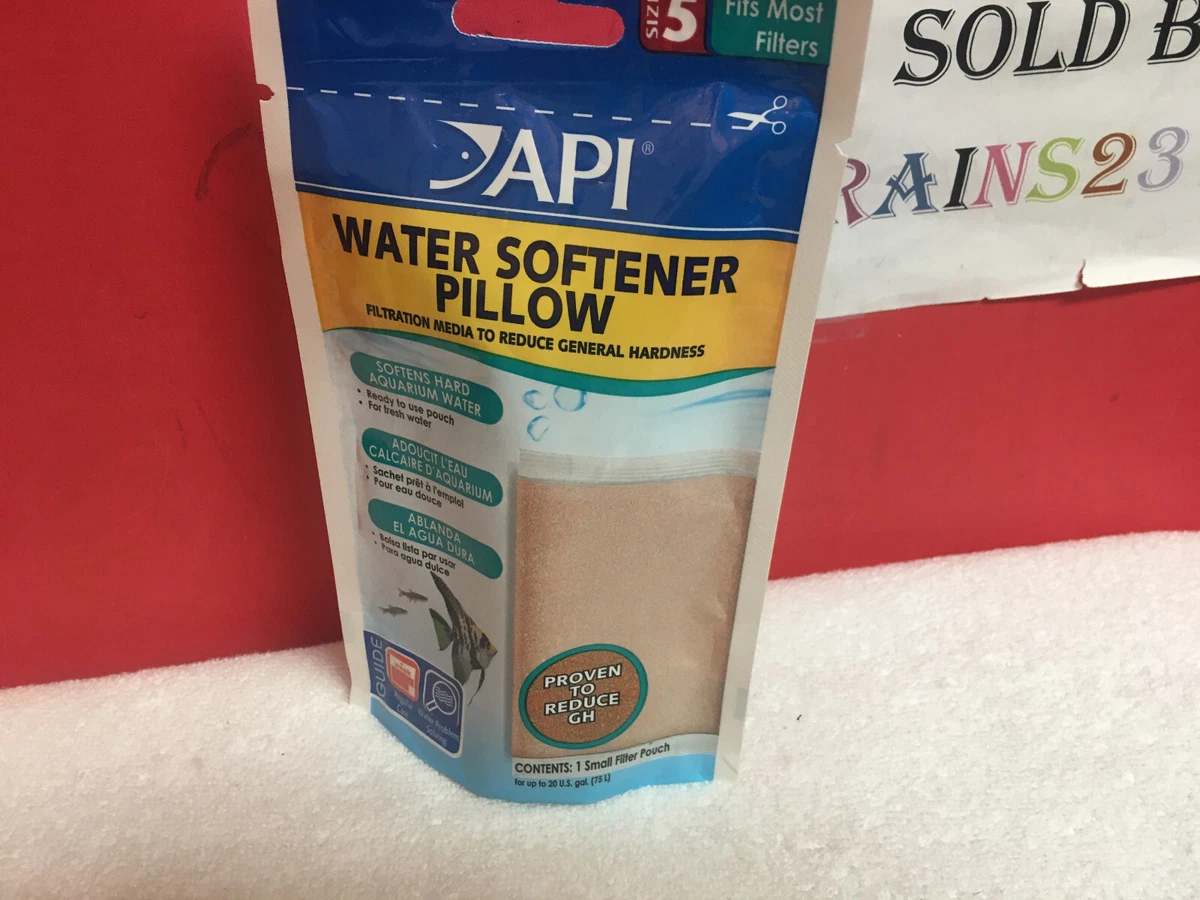 SIZE
5
Fits Most
Filters
API®
WATER SOFTENER
PILLOW
FILTRATION MEDIA TO REDUCE GENERAL HARDNESS
SOFTENS HARD
AQUARIUM WATER
• Ready to use pouch
• For fresh water
ADOUCIT L'EAU
CALCAIRE D'AQUARIUM
• Sachet prêt à l'emploi
• Pour eau douce
ABLANDA
EL AGUA DURA
• Bolsa lista par usar
• Para agua dulce
GUIDE
Water Problem
Solving
PROVEN
TO
REDUCE
GH
CONTENTS: 1 Small Filter Pouch
for up to 20 U.S. gal. (75 L)
SOLD B
RAINS23